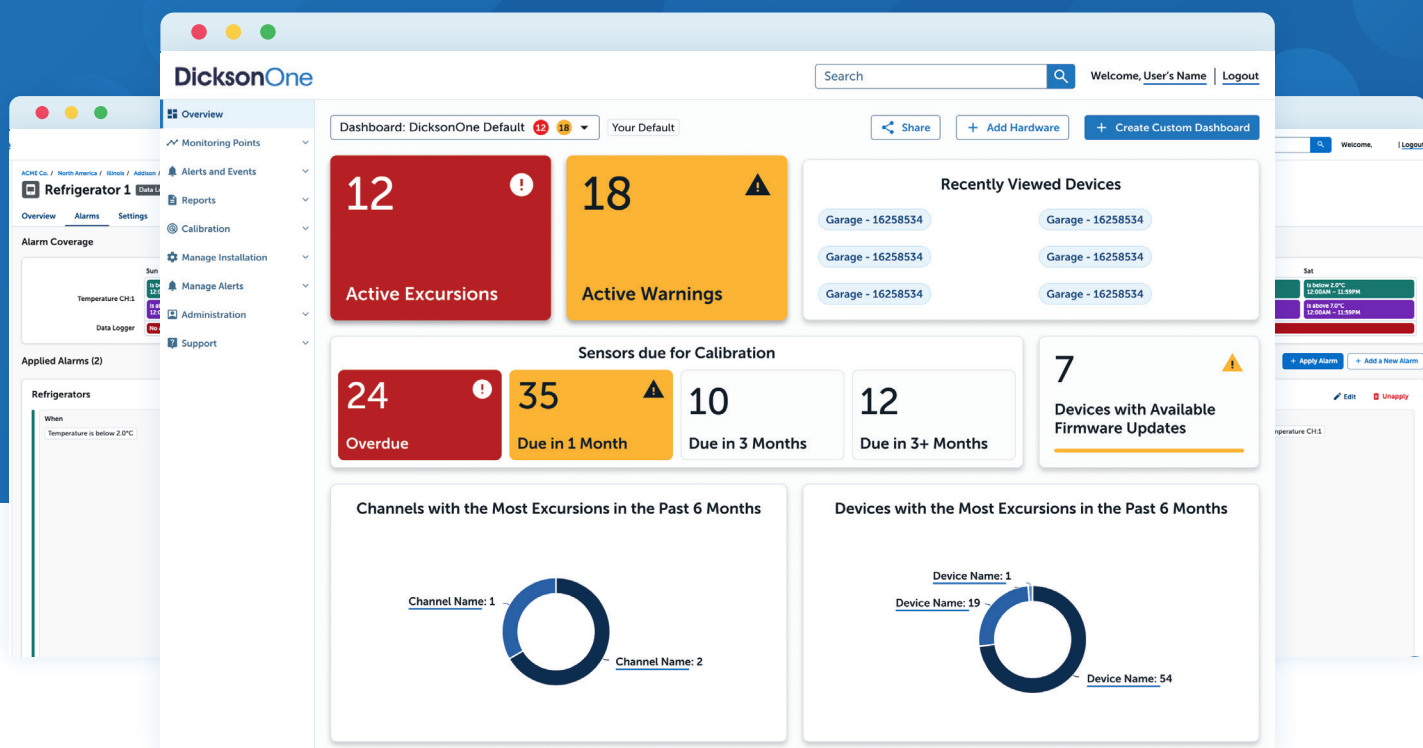 DicksonOne
Search
Welcome, User's Name
Logout
Overview
Monitoring Points
Alerts and Events
Reports
Calibration
Manage Installation
Manage Alerts
Administration
Support
Dashboard: DicksonOne Default 12 18
Your Default
Share
+ Add Hardware
+ Create Custom Dashboard
12
Active Excursions
18
Active Warnings
Recently Viewed Devices
Garage - 16258534 Garage - 16258534
Garage - 16258534 Garage - 16258534
Garage - 16258534 Garage - 16258534
Sensors due for Calibration
24
Overdue
35
Due in 1 Month
10
Due in 3 Months
12
Due in 3+ Months
7
Devices with Available
Firmware Updates
Channels with the Most Excursions in the Past 6 Months
Channel Name: 1
Channel Name: 2
Devices with the Most Excursions in the Past 6 Months
Device Name: 1
Device Name: 19
Device Name: 54
ACME Co. / North America / Illinois / Addison /
Refrigerator 1
Overview Alarms Settings
Alarm Coverage
Sun
Temperature CH:1
Data Logger
Applied Alarms (2)
Refrigerators
When
Temperature is below 2.0°C
Welcome,
| Logout
Sat
Is below 2.0°C
12:00AM – 11:59PM
Is above 7.0°C
12:00AM – 11:59PM
+ Apply Alarm
+ Add a New Alarm
Edit
Unapply
mperature CH:1